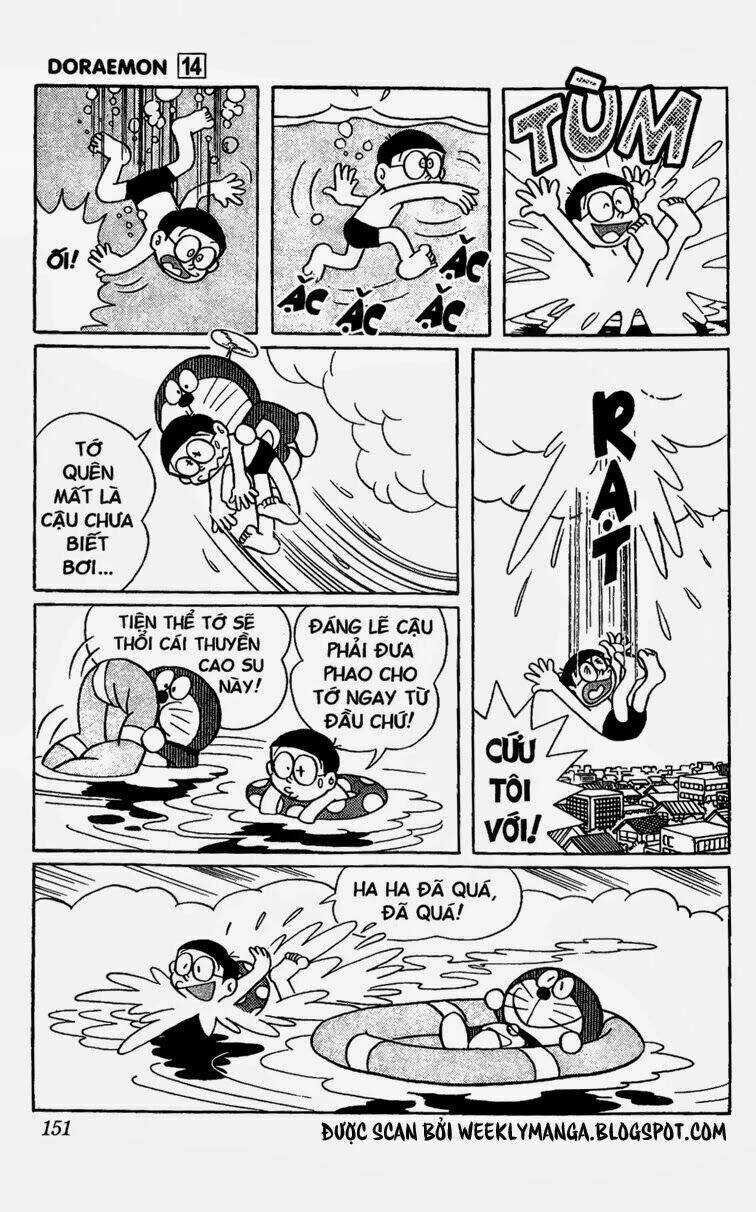 DORAEMON 14
TÙM
ẶC
ẶC
ẶC
ẶC
ỐI!
RẠT
CỨU
TÔI
VỚI!
TỚ
QUÊN
MẤT LÀ
CẬU CHƯA
BIẾT
BƠI...
ĐÁNG LẼ CẬU
PHẢI ĐƯA
PHAO CHO
TỚ NGAY TỪ
ĐẦU CHỨ!
TIỆN THỂ TỚ SẼ
THỔI CÁI THUYỀN
CAO SU
NÀY!
HA HA ĐÃ QUÁ,
ĐÃ QUÁ!
151
ĐƯỢC SCAN BỞI WEEKLYMANGA.BLOGSPOT.COM